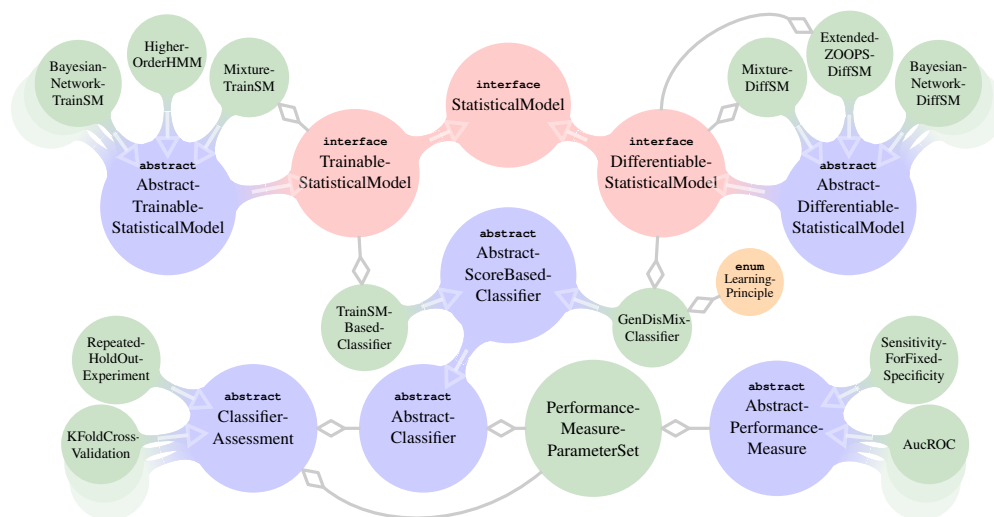 Bayesian-
Network-
TrainSM
Higher-
OrderHMM
Mixture-
TrainSM
interface
StatisticalModel
Mixture-
DiffSM
Extended-
ZOOPS-
DiffSM
Bayesian-
Network-
DiffSM
abstract
Abstract-
Trainable-
StatisticalModel
interface
Trainable-
StatisticalModel
interface
Differentiable-
StatisticalModel
abstract
Abstract-
Differentiable-
StatisticalModel
abstract
Abstract-
ScoreBased-
Classifier
enum
Learning-
Principle
TrainSM-
Based-
Classifier
GenDisMix-
Classifier
Repeated-
HoldOut-
Experiment
KFoldCross-
Validation
abstract
Classifier-
Assessment
abstract
Abstract-
Classifier
Performance-
Measure-
ParameterSet
abstract
Abstract-
Performance-
Measure
Sensitivity-
ForFixed-
Specificity
AucROC